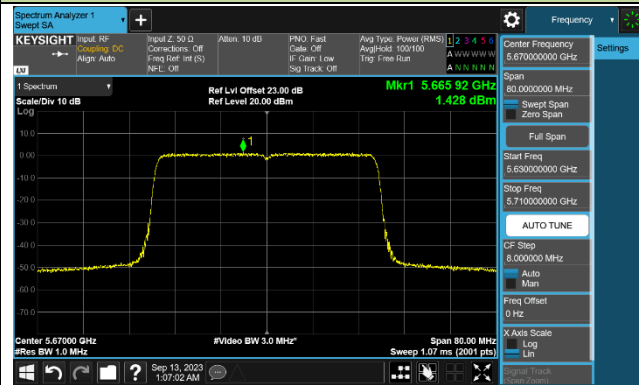 Spectrum Analyzer 1
Swept SA
Frequency
KEYSIGHT Input: RF
Coupling: DC
Align: Auto
Input Z: 50 Ω
Corrections: Off
Freq Ref: Int (S)
NFE: Off
Atten: 10 dB
PNO: Fast
Gate: Off
IF Gain: Low
Sig Track: Off
Avg Type: Power (RMS)
Avg|Hold: 100/100
Trig: Free Run
1 2 3 4 5 6
A W W W W W
A N N N N N
LXI
1 Spectrum
Scale/Div 10 dB
Log
Ref Lvl Offset 23.00 dB
Ref Level 20.00 dBm
Mkr1 5.665 92 GHz
1.428 dBm
1
10.0
0.00
-10.0
-20.0
-30.0
-40.0
-50.0
-60.0
-70.0
Center 5.67000 GHz
#Res BW 1.0 MHz
#Video BW 3.0 MHz*
Span 80.00 MHz
Sweep 1.07 ms (2001 pts)
Center Frequency
5.670000000 GHz
Settings
Span
80.0000000 MHz
Swept Span
Zero Span
Full Span
Start Freq
5.630000000 GHz
Stop Freq
5.710000000 GHz
AUTO TUNE
CF Step
8.000000 MHz
Auto
Man
Freq Offset
0 Hz
X Axis Scale
Log
Lin
Signal Track
(Span Zoom)
Sep 13, 2023
1:07:02 AM